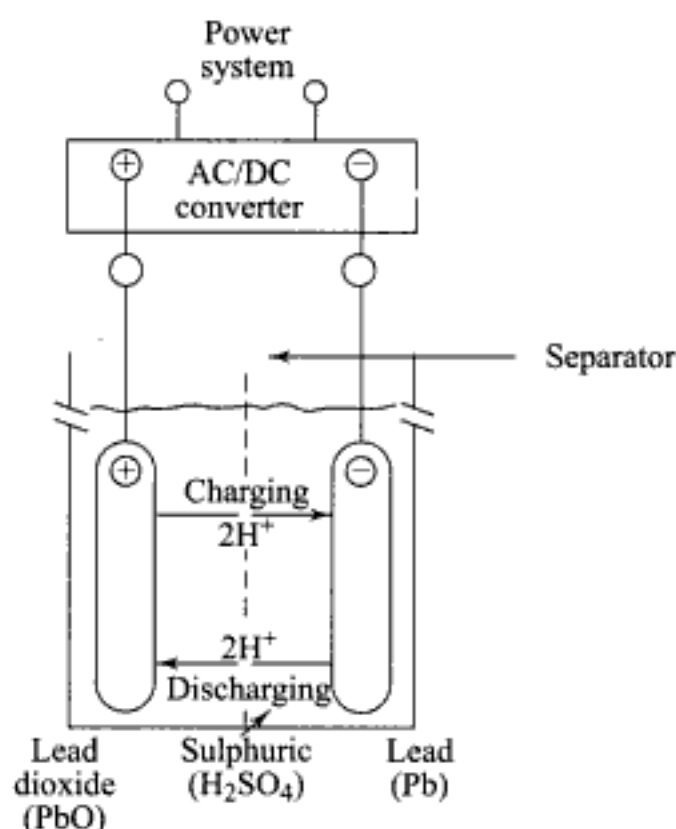 Power
system
+
−
AC/DC
converter
Separator
+
−
Charging
2H⁺
2H⁺
Discharging
Lead
dioxide
(PbO)
Sulphuric
(H₂SO₄)
Lead
(Pb)